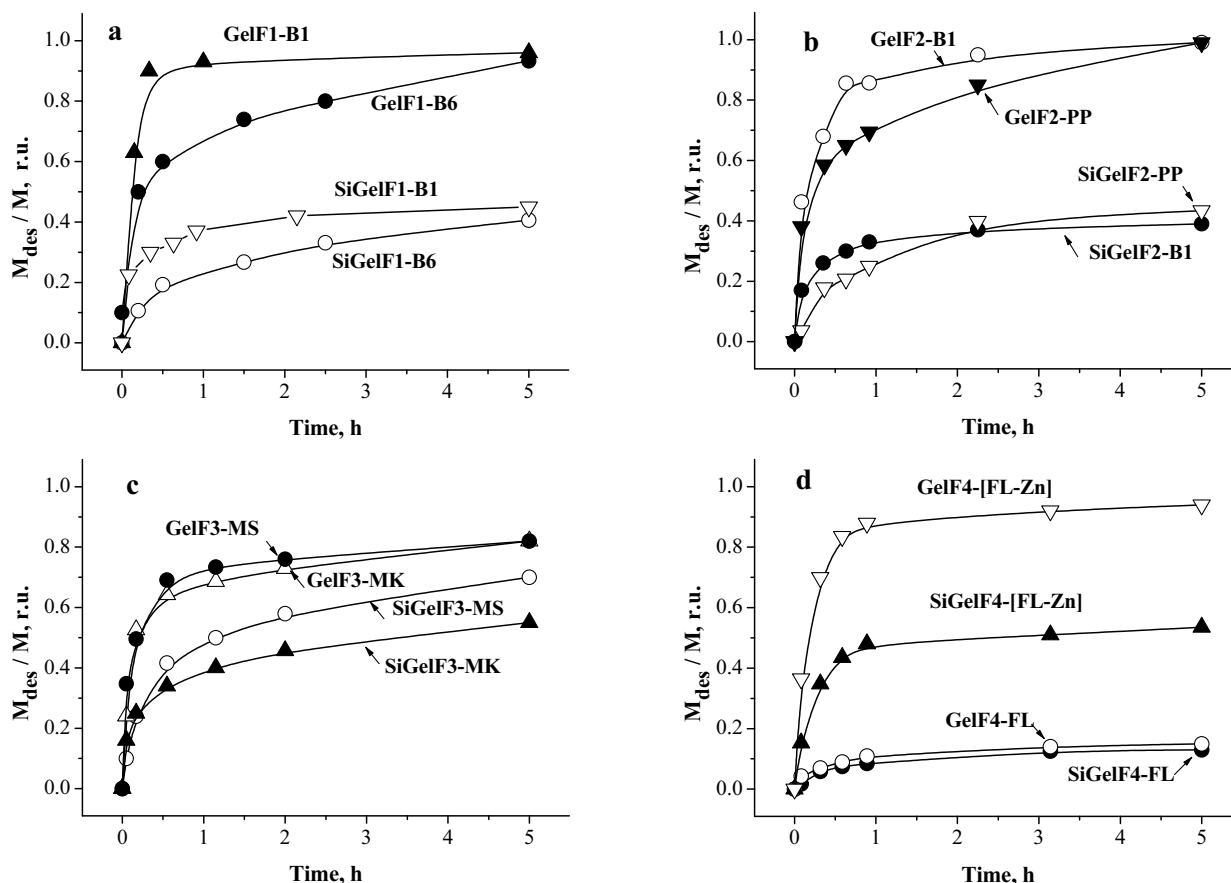 a
GelF1-B1
GelF1-B6
SiGelF1-B1
SiGelF1-B6
1.0
0.8
0.6
0.4
0.2
0.0
M_des / M, r.u.
0 1 2 3 4 5
Time, h
b
GelF2-B1
GelF2-PP
SiGelF2-PP
SiGelF2-B1
1.0
0.8
0.6
0.4
0.2
0.0
M_des / M, r.u.
0 1 2 3 4 5
Time, h
c
GelF3-MS
GelF3-MK
SiGelF3-MS
SiGelF3-MK
1.0
0.8
0.6
0.4
0.2
0.0
M_des / M, r.u.
0 1 2 3 4 5
Time, h
d
GelF4-[FL-Zn]
SiGelF4-[FL-Zn]
GelF4-FL
SiGelF4-FL
1.0
0.8
0.6
0.4
0.2
0.0
M_des / M, r.u.
0 1 2 3 4 5
Time, h